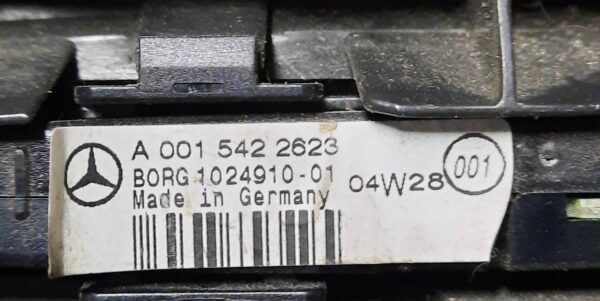 A 001 542 2623
BORG 1024910-01 04W28 001
Made in Germany